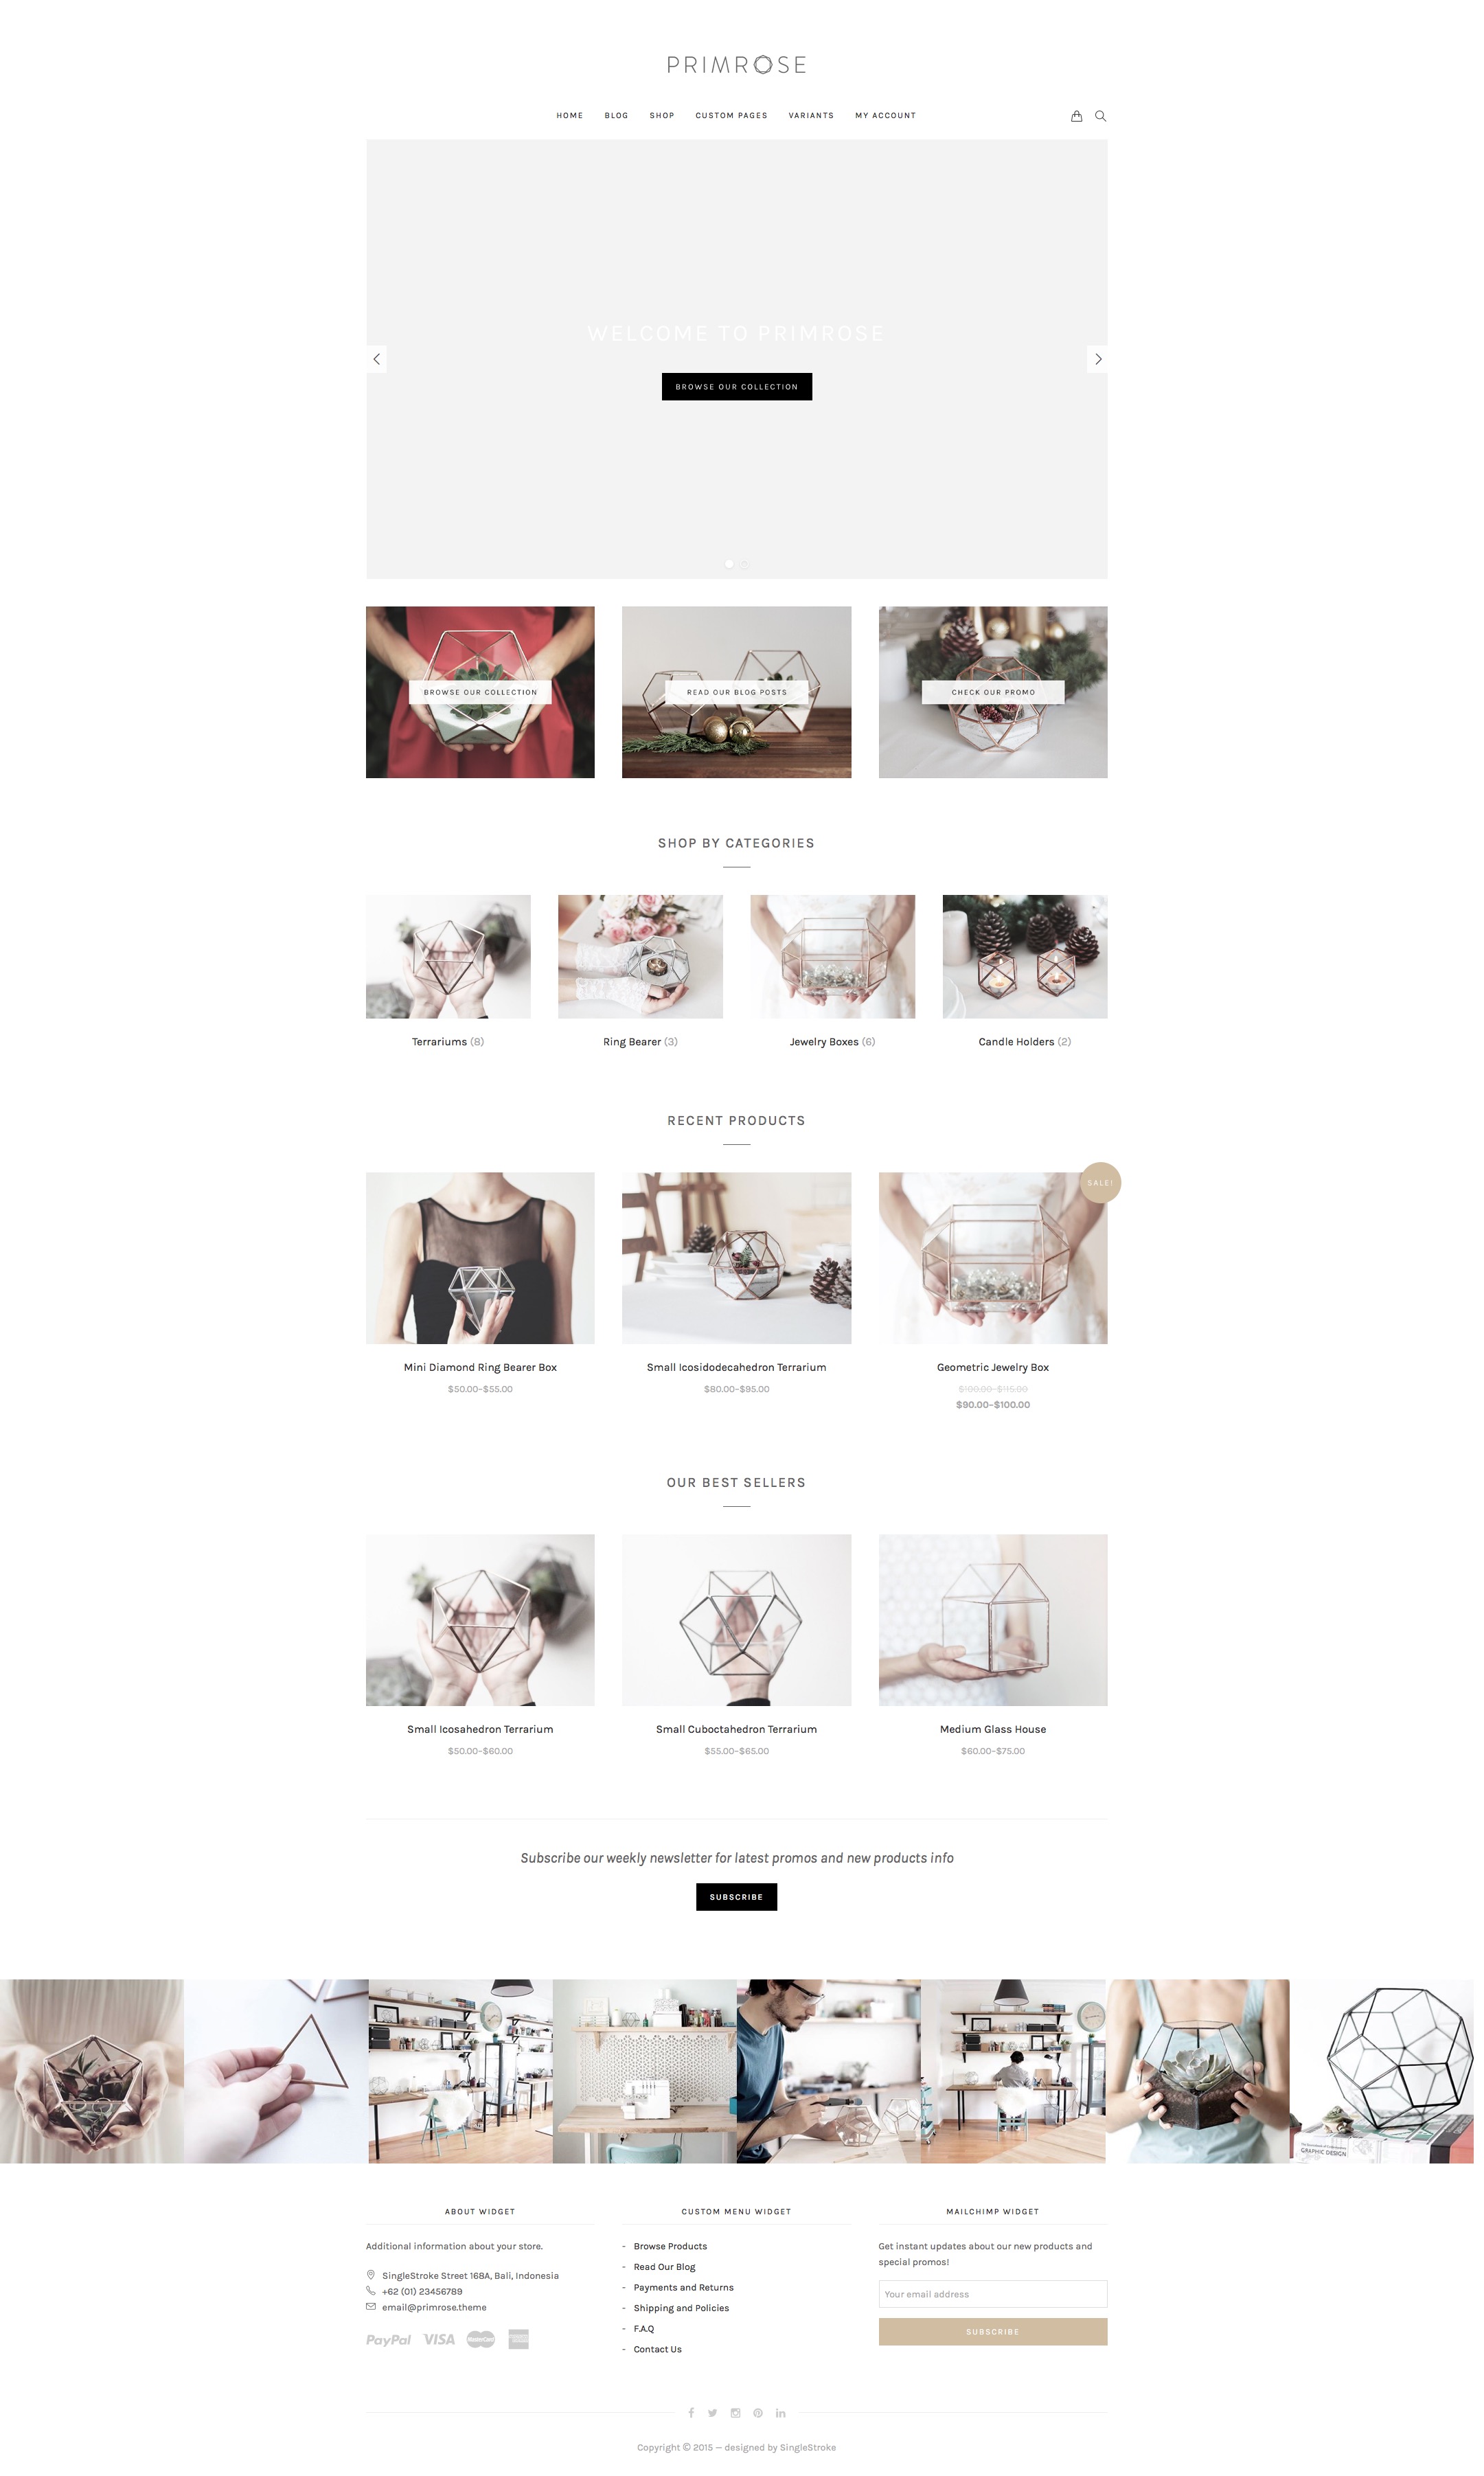 PRIMROSE
HOME BLOG SHOP CUSTOM PAGES VARIANTS MY ACCOUNT
WELCOME TO PRIMROSE
BROWSE OUR COLLECTION
BROWSE OUR COLLECTION
READ OUR BLOG POSTS
CHECK OUR PROMO
SHOP BY CATEGORIES
Terrariums (8)
Ring Bearer (3)
Jewelry Boxes (6)
Candle Holders (2)
RECENT PRODUCTS
SALE!
Mini Diamond Ring Bearer Box
$50.00–$55.00
Small Icosidodecahedron Terrarium
$80.00–$95.00
Geometric Jewelry Box
$100.00–$115.00
$90.00–$100.00
OUR BEST SELLERS
Small Icosahedron Terrarium
$50.00–$60.00
Small Cuboctahedron Terrarium
$55.00–$65.00
Medium Glass House
$60.00–$75.00
Subscribe our weekly newsletter for latest promos and new products info
SUBSCRIBE
GRAPHIC DESIGN
ABOUT WIDGET
Additional information about your store.
SingleStroke Street 168A, Bali, Indonesia
+62 (01) 23456789
email@primrose.theme
PayPal VISA MasterCard
CUSTOM MENU WIDGET
- Browse Products
- Read Our Blog
- Payments and Returns
- Shipping and Policies
- F.A.Q
- Contact Us
MAILCHIMP WIDGET
Get instant updates about our new products and
special promos!
Your email address
SUBSCRIBE
Copyright © 2015 — designed by SingleStroke